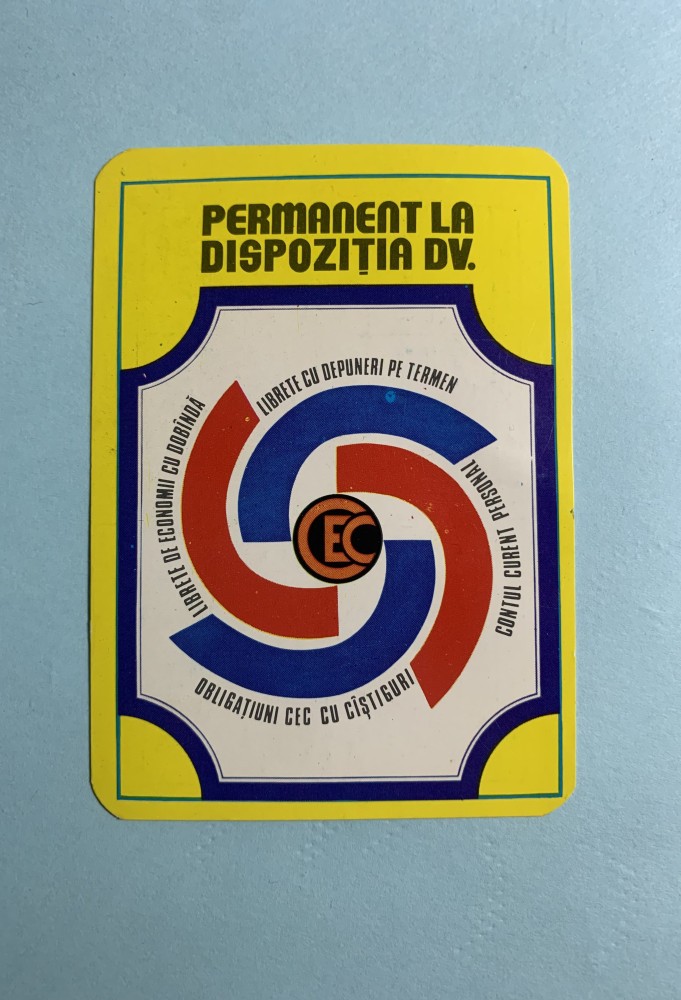 PERMANENT LA
DISPOZIȚIA DV.
LIBRETE DE ECONOMII CU DOBÎNDĂ
LIBRETE CU DEPUNERI PE TERMEN
CONTUL CURENT PERSONAL
CEC
OBLIGAȚIUNI CEC CU CÎȘTIGURI